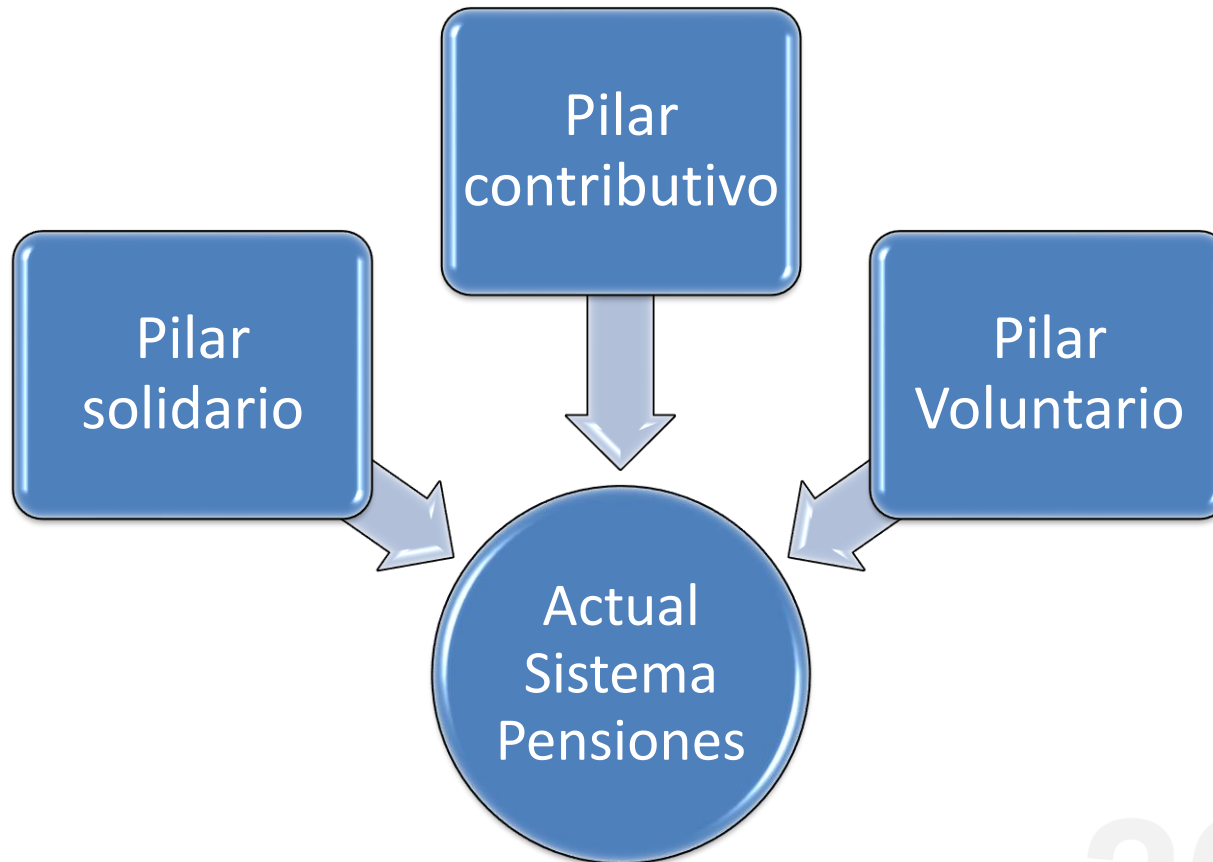 Pilar
contributivo
Pilar
solidario
Pilar
Voluntario
Actual
Sistema
Pensiones